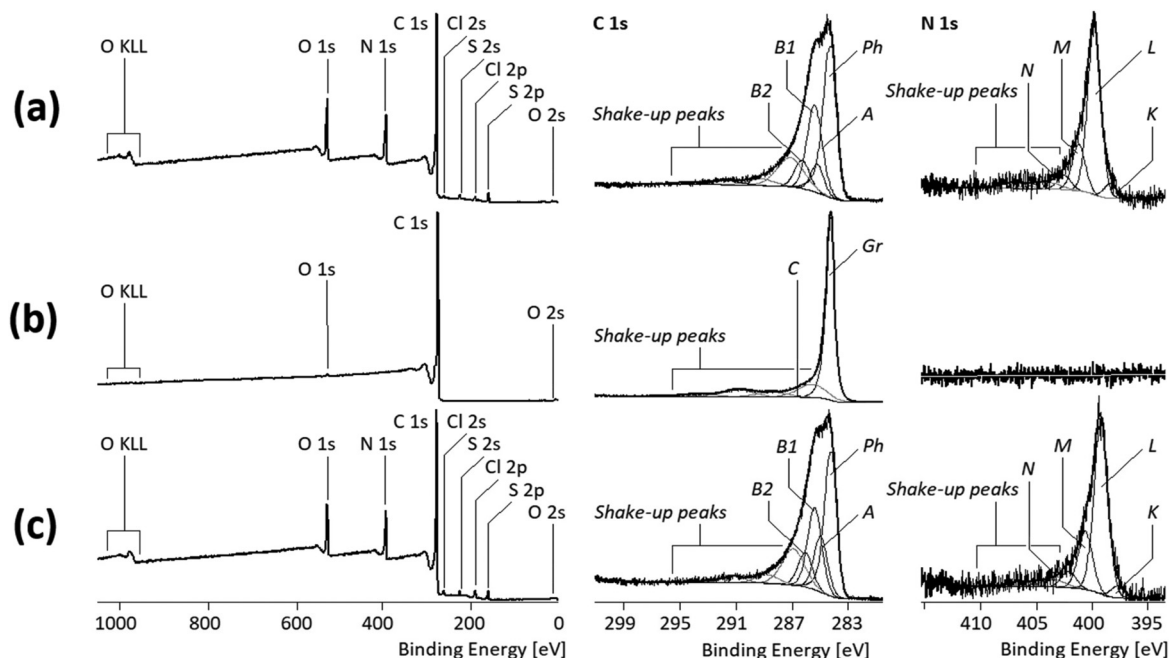 (a)
O KLL
O 1s
N 1s
C 1s
Cl 2s
S 2s
Cl 2p
S 2p
O 2s
C 1s
Shake-up peaks
B2
B1
Ph
A
N 1s
Shake-up peaks
N
M
L
K
(b)
O KLL
O 1s
C 1s
O 2s
Shake-up peaks
C
Gr
(c)
O KLL
O 1s
N 1s
C 1s
Cl 2s
S 2s
Cl 2p
S 2p
O 2s
Shake-up peaks
B2
B1
Ph
A
Shake-up peaks
N
M
L
K
1000 800 600 400 200 0
Binding Energy [eV]
299 295 291 287 283
Binding Energy [eV]
410 405 400 395
Binding Energy [eV]